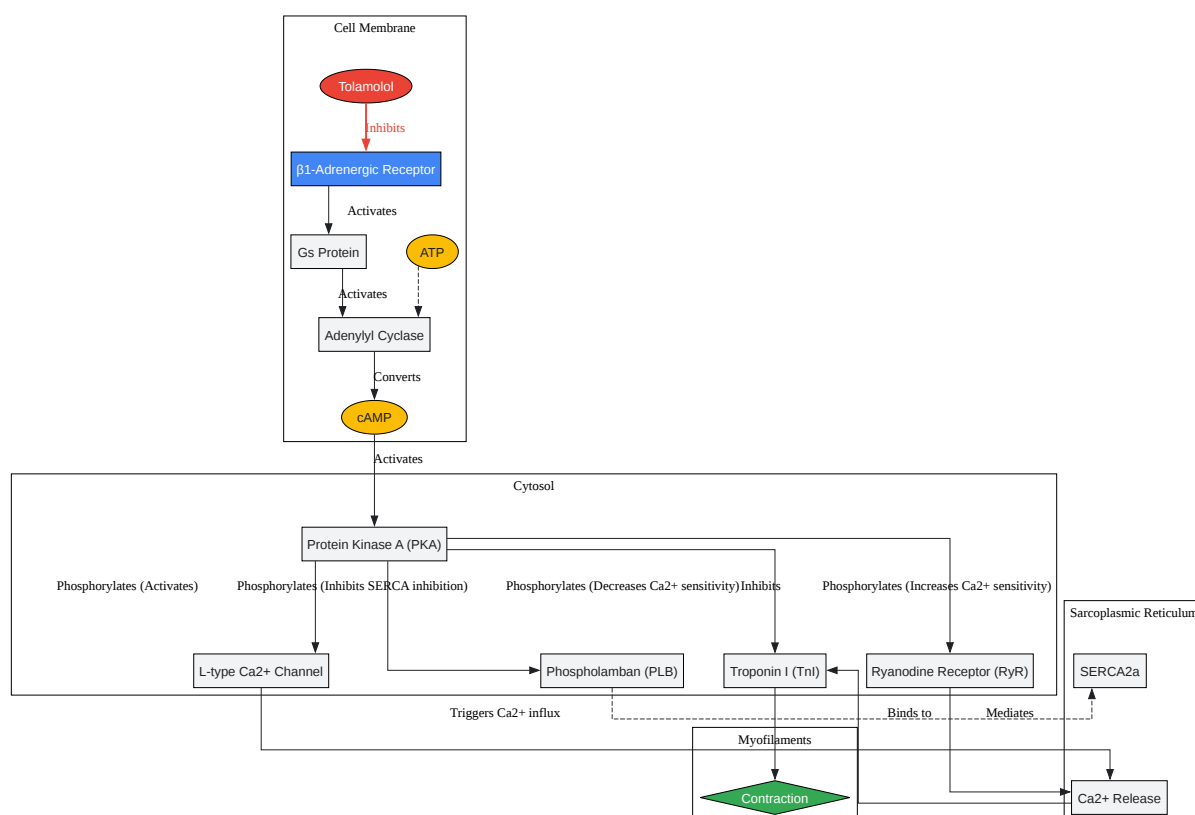 Cell Membrane
Tolamolol
Inhibits
β1-Adrenergic Receptor
Activates
Gs Protein
ATP
Activates
Adenylyl Cyclase
Converts
cAMP
Activates
Cytosol
Protein Kinase A (PKA)
Phosphorylates (Activates)
Phosphorylates (Inhibits SERCA inhibition)
Phosphorylates (Decreases Ca2+ sensitivity)
Inhibits
Phosphorylates (Increases Ca2+ sensitivity)
Sarcoplasmic Reticulum
L-type Ca2+ Channel
Phospholamban (PLB)
Troponin I (TnI)
Ryanodine Receptor (RyR)
SERCA2a
Triggers Ca2+ influx
Binds to
Mediates
Myofilaments
Contraction
Ca2+ Release